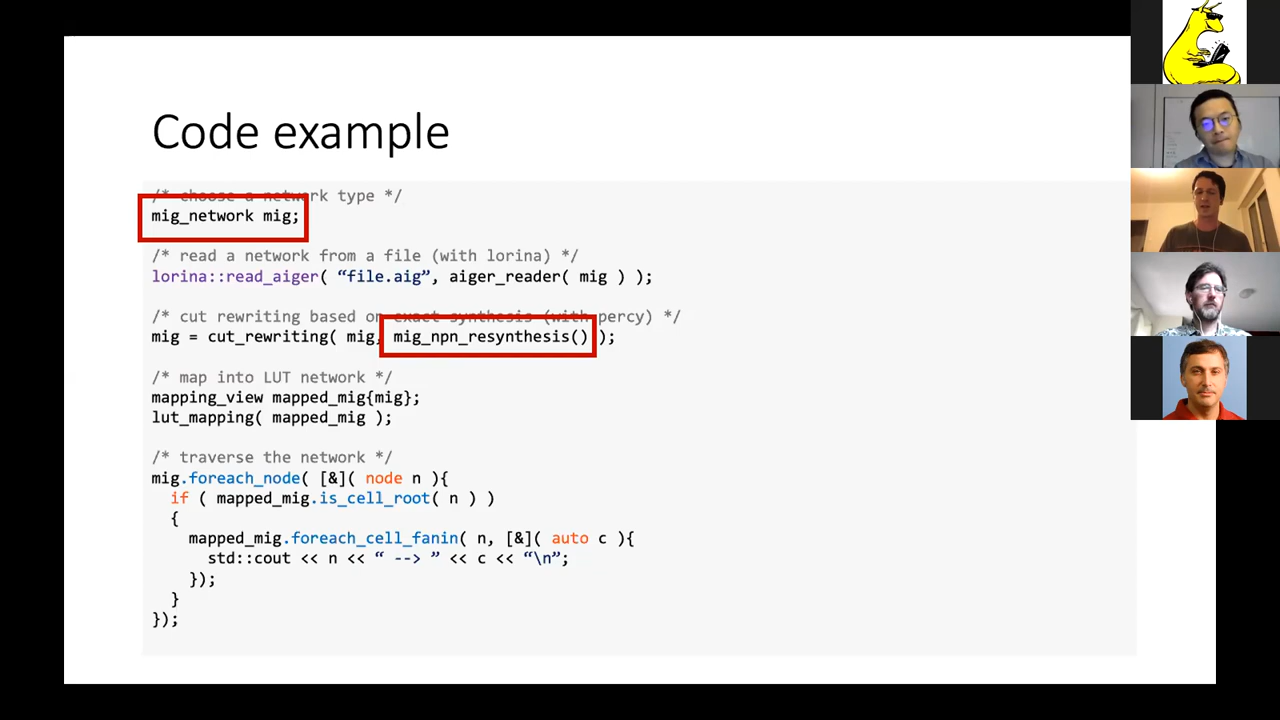 Code example
/* choose a network type */
mig_network mig;
/* read a network from a file (with lorina) */
lorina::read_aiger( “file.aig”, aiger_reader( mig ) );
/* cut rewriting based on exact synthesis (with percy) */
mig = cut_rewriting( mig, mig_npn_resynthesis() );
/* map into LUT network */
mapping_view mapped_mig{mig};
lut_mapping( mapped_mig );
/* traverse the network */
mig.foreach_node( [&]( node n ){
if ( mapped_mig.is_cell_root( n ) )
{
mapped_mig.foreach_cell_fanin( n, [&]( auto c ){
std::cout << n << “ --> ” << c << “\n”;
});
}
});